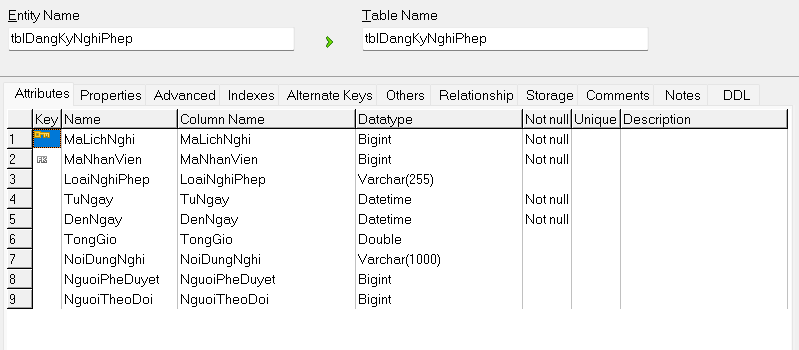 Entity Name Table Name
tblDangKyNghiPhep tblDangKyNghiPhep
Attributes Properties Advanced Indexes Alternate Keys Others Relationship Storage Comments Notes DDL
Key Name Column Name Datatype Not null Unique Description
1 MaLichNghi MaLichNghi Bigint Not null
2 FK MaNhanVien MaNhanVien Bigint Not null
3 LoaiNghiPhep LoaiNghiPhep Varchar(255)
4 TuNgay TuNgay Datetime Not null
5 DenNgay DenNgay Datetime Not null
6 TongGio TongGio Double
7 NoiDungNghi NoiDungNghi Varchar(1000)
8 NguoiPheDuyet NguoiPheDuyet Bigint
9 NguoiTheoDoi NguoiTheoDoi Bigint